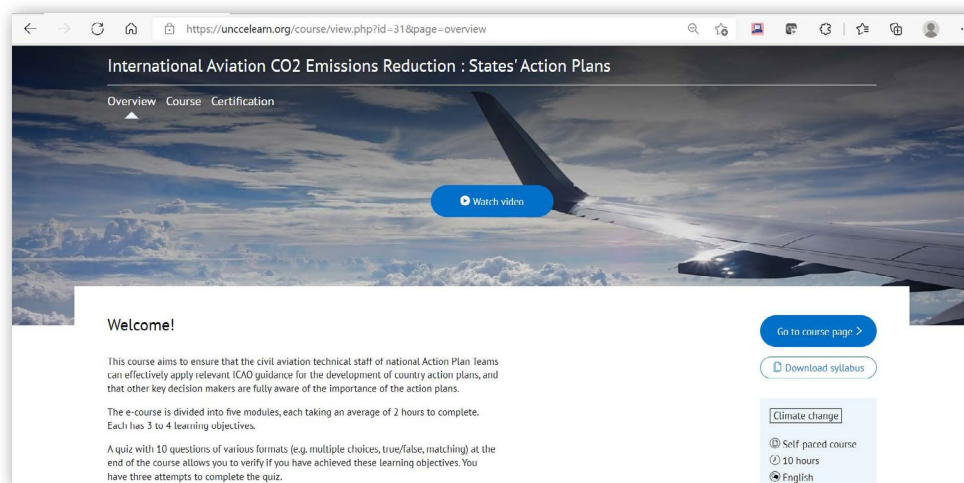 https://unccelearn.org/course/view.php?id=31&page=overview
International Aviation CO2 Emissions Reduction : States' Action Plans
Overview Course Certification
Watch video
Welcome!
Go to course page >
This course aims to ensure that the civil aviation technical staff of national Action Plan Teams
can effectively apply relevant ICAO guidance for the development of country action plans, and
that other key decision makers are fully aware of the importance of the action plans.
Download syllabus
The e-course is divided into five modules, each taking an average of 2 hours to complete.
Each has 3 to 4 learning objectives.
Climate change
A quiz with 10 questions of various formats (e.g. multiple choices, true/false, matching) at the
end of the course allows you to verify if you have achieved these learning objectives. You
have three attempts to complete the quiz.
Self-paced course
10 hours
English